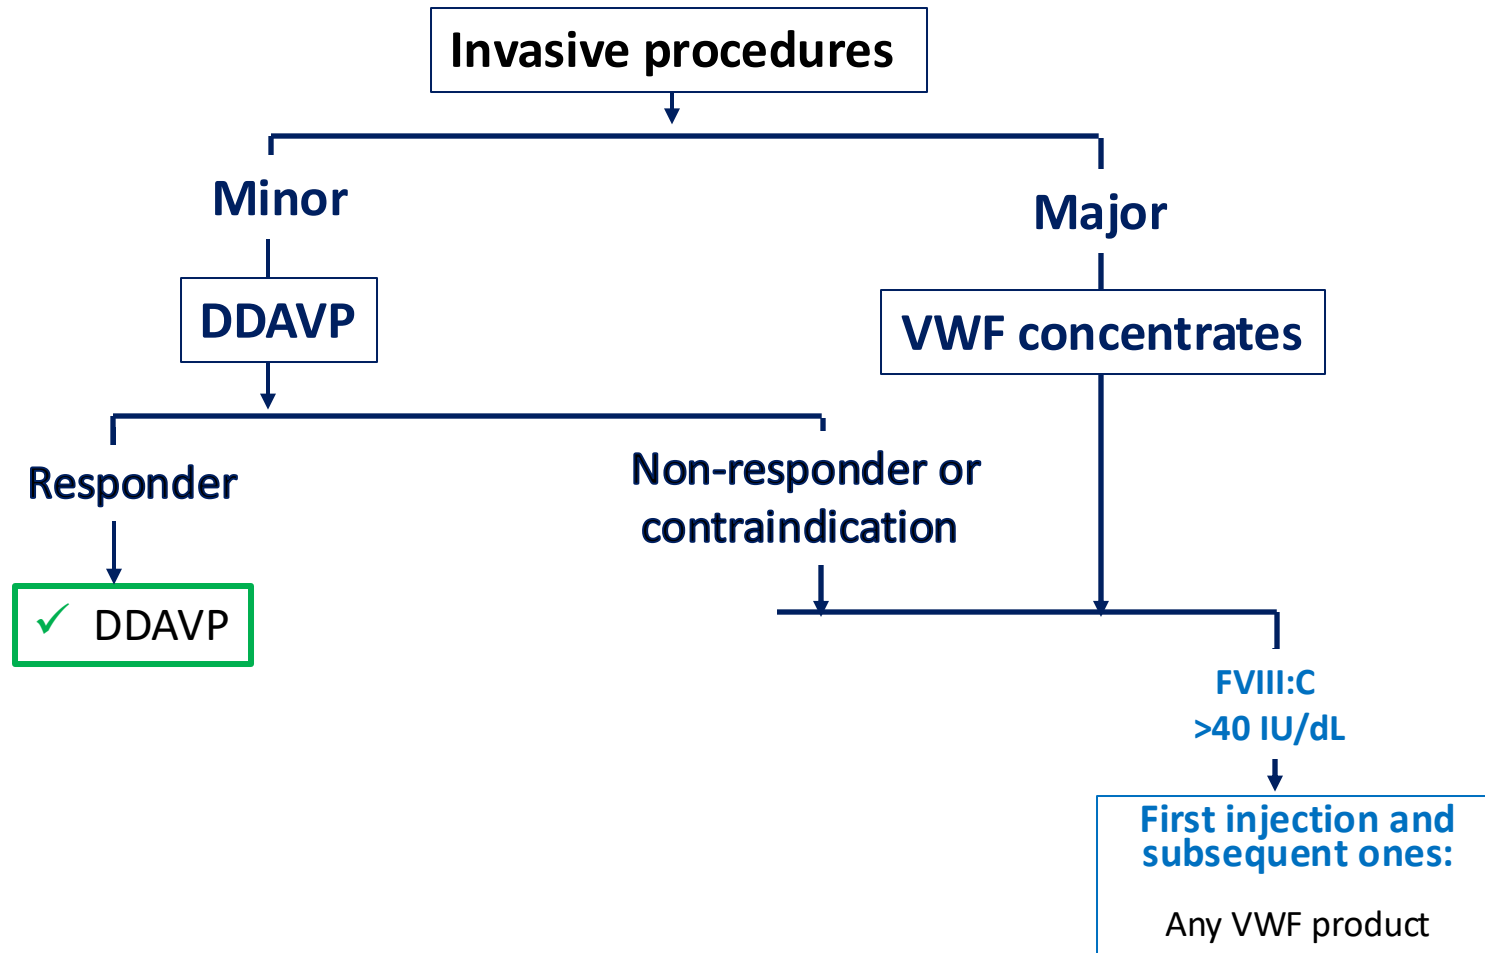 Invasive procedures
Minor
Major
DDAVP
VWF concentrates
Responder
Non-responder or
contraindication
✓ DDAVP
FVIII:C
>40 IU/dL
First injection and
subsequent ones:
Any VWF product